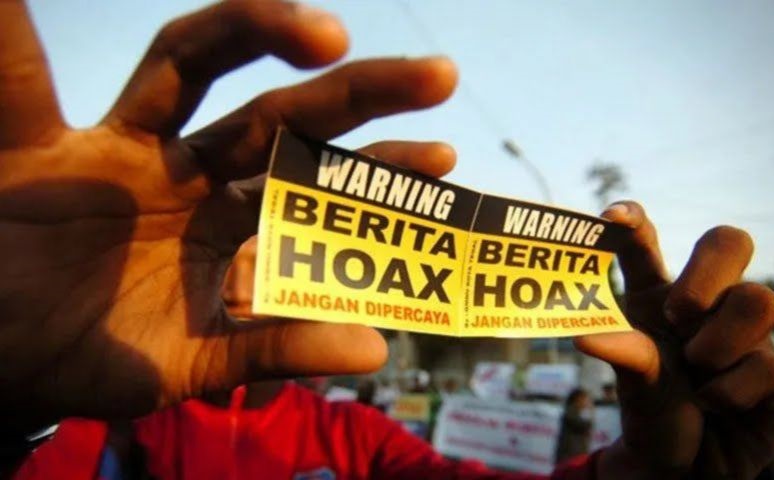 WARNING
BERITA
HOAX
JANGAN DIPERCAYA
WARNING
BERITA
HOAX
JANGAN DIPERCAYA